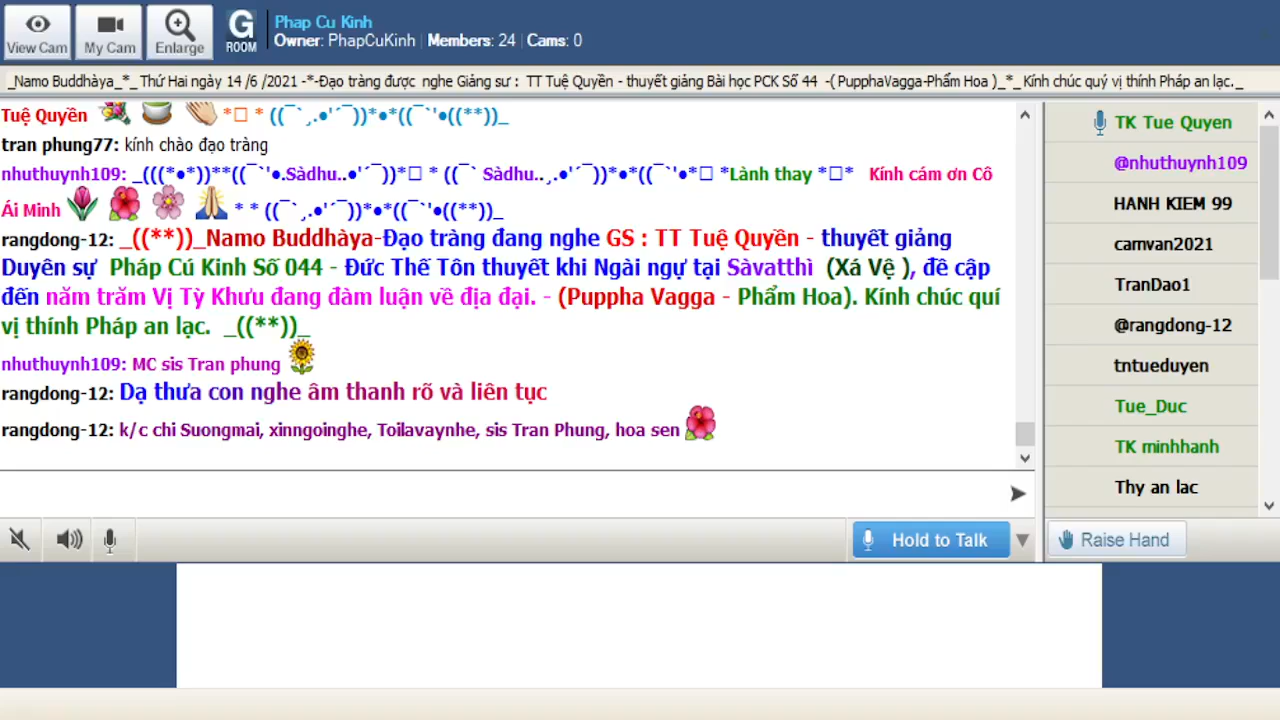 View Cam
My Cam
Enlarge
G
ROOM
Phap Cu Kinh
Owner: PhapCuKinh | Members: 24 | Cams: 0
_Namo Buddhàya_*_ Thứ Hai ngày 14 /6 /2021 -*-Đạo tràng được nghe Giảng sư : TT Tuệ Quyền - thuyết giảng Bài học PCK Số 44 -( PupphaVagga-Phẩm Hoa )_*_ Kính chúc quý vị thính Pháp an lạc._
Tuệ Quyền *□ * ((¯`¸.●'´¯))*●*((¯`'●((**))_
tran phung77: kính chào đạo tràng
nhuthuynh109: _(((*●*))**((¯`'●.Sàdhu..●'´¯))*□ * ((¯` Sàdhu..¸.●'´¯))*●*((¯`'●*□ *Lành thay *□* Kính cám ơn Cô
Ái Minh * * ((¯`¸.●'´¯))*●*((¯`'●((**))_
rangdong-12: _((**))_Namo Buddhàya-Đạo tràng đang nghe GS : TT Tuệ Quyền - thuyết giảng
Duyên sự Pháp Cú Kinh Số 044 - Đức Thế Tôn thuyết khi Ngài ngự tại Sàvatthì (Xá Vệ ), đề cập
đến năm trăm Vị Tỳ Khưu đang đàm luận về địa đại. - (Puppha Vagga - Phẩm Hoa). Kính chúc quí
vị thính Pháp an lạc. _((**))_
nhuthuynh109: MC sis Tran phung
rangdong-12: Dạ thưa con nghe âm thanh rõ và liên tục
rangdong-12: k/c chi Suongmai, xinngoinghe, Toilavaynhe, sis Tran Phung, hoa sen
TK Tue Quyen
@nhuthuynh109
HANH KIEM 99
camvan2021
TranDao1
@rangdong-12
tntueduyen
Tue_Duc
TK minhhanh
Thy an lac
Hold to Talk
Raise Hand